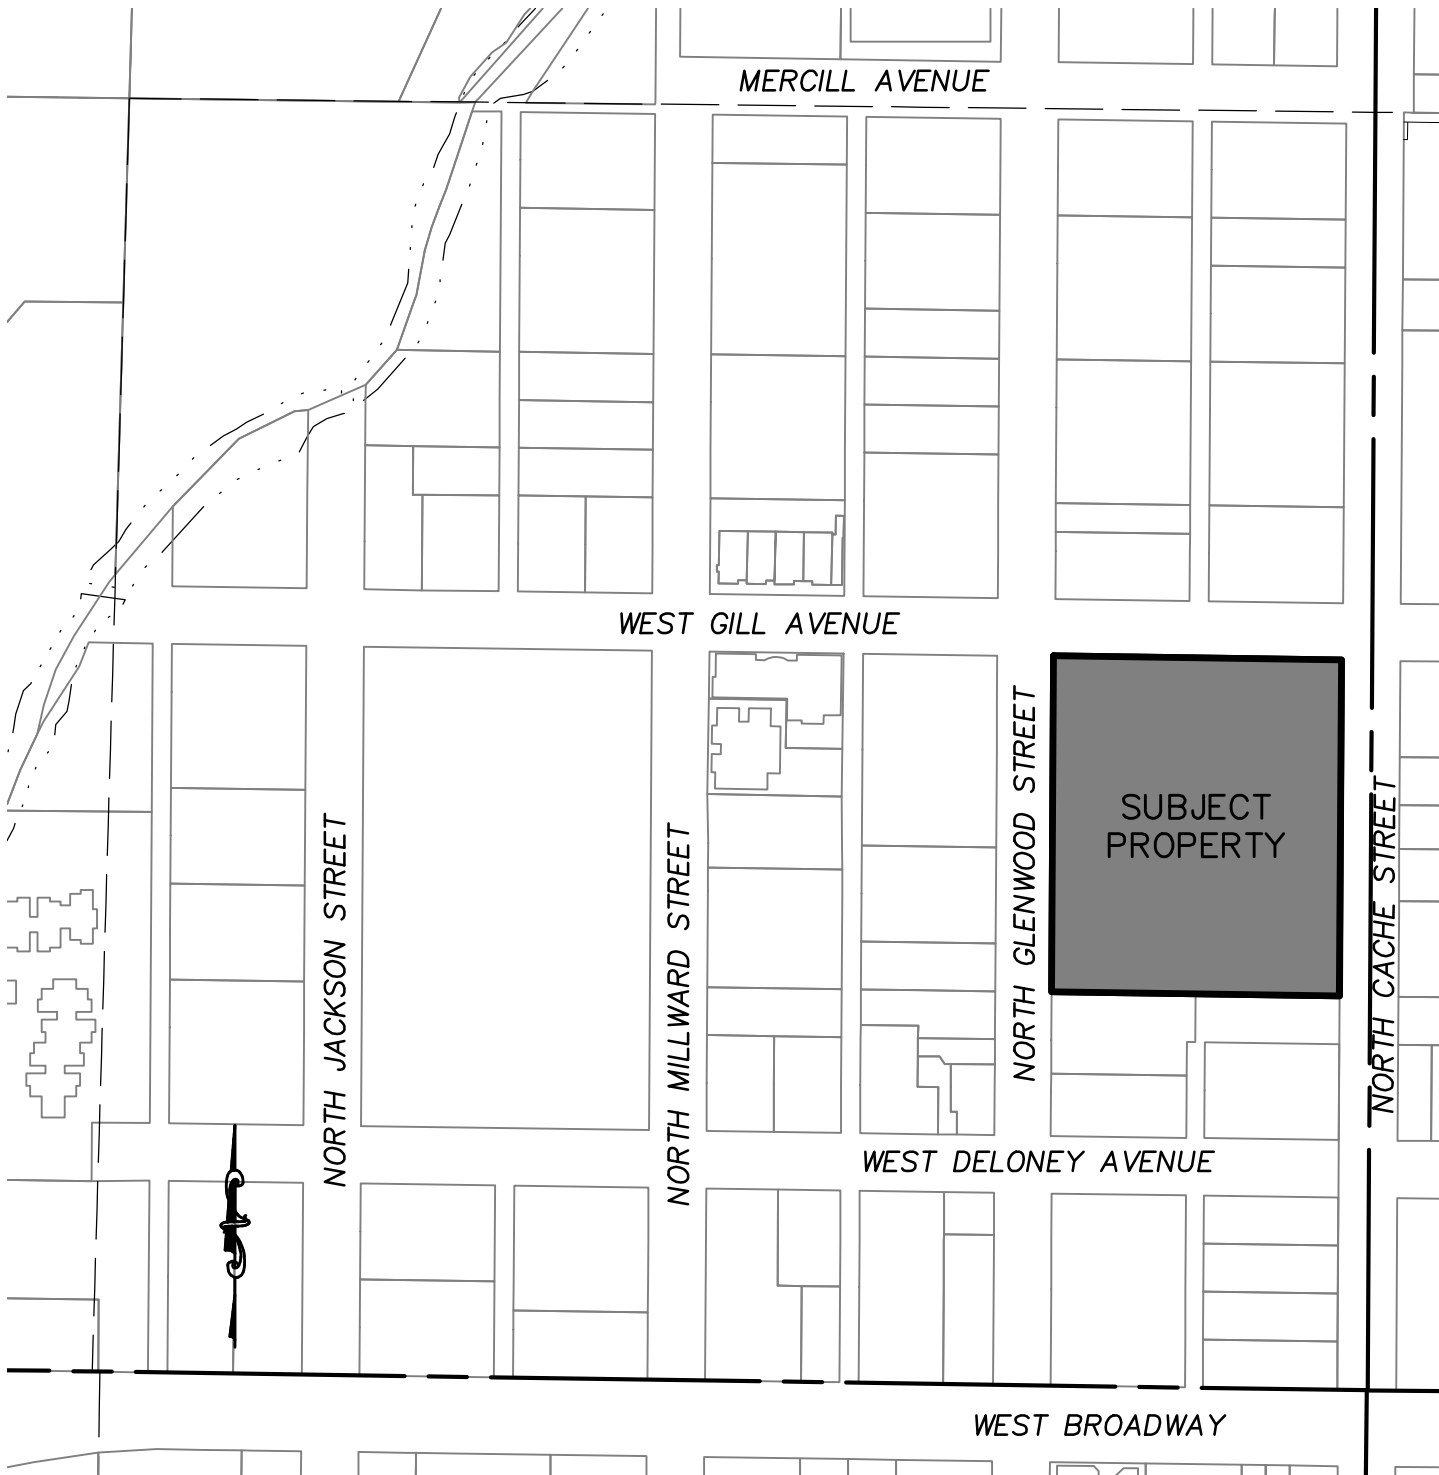 MERCILL AVENUE
WEST GILL AVENUE
NORTH GLENWOOD STREET
SUBJECT
PROPERTY
NORTH CACHE STREET
NORTH JACKSON STREET
NORTH MILLWARD STREET
WEST DELONEY AVENUE
WEST BROADWAY